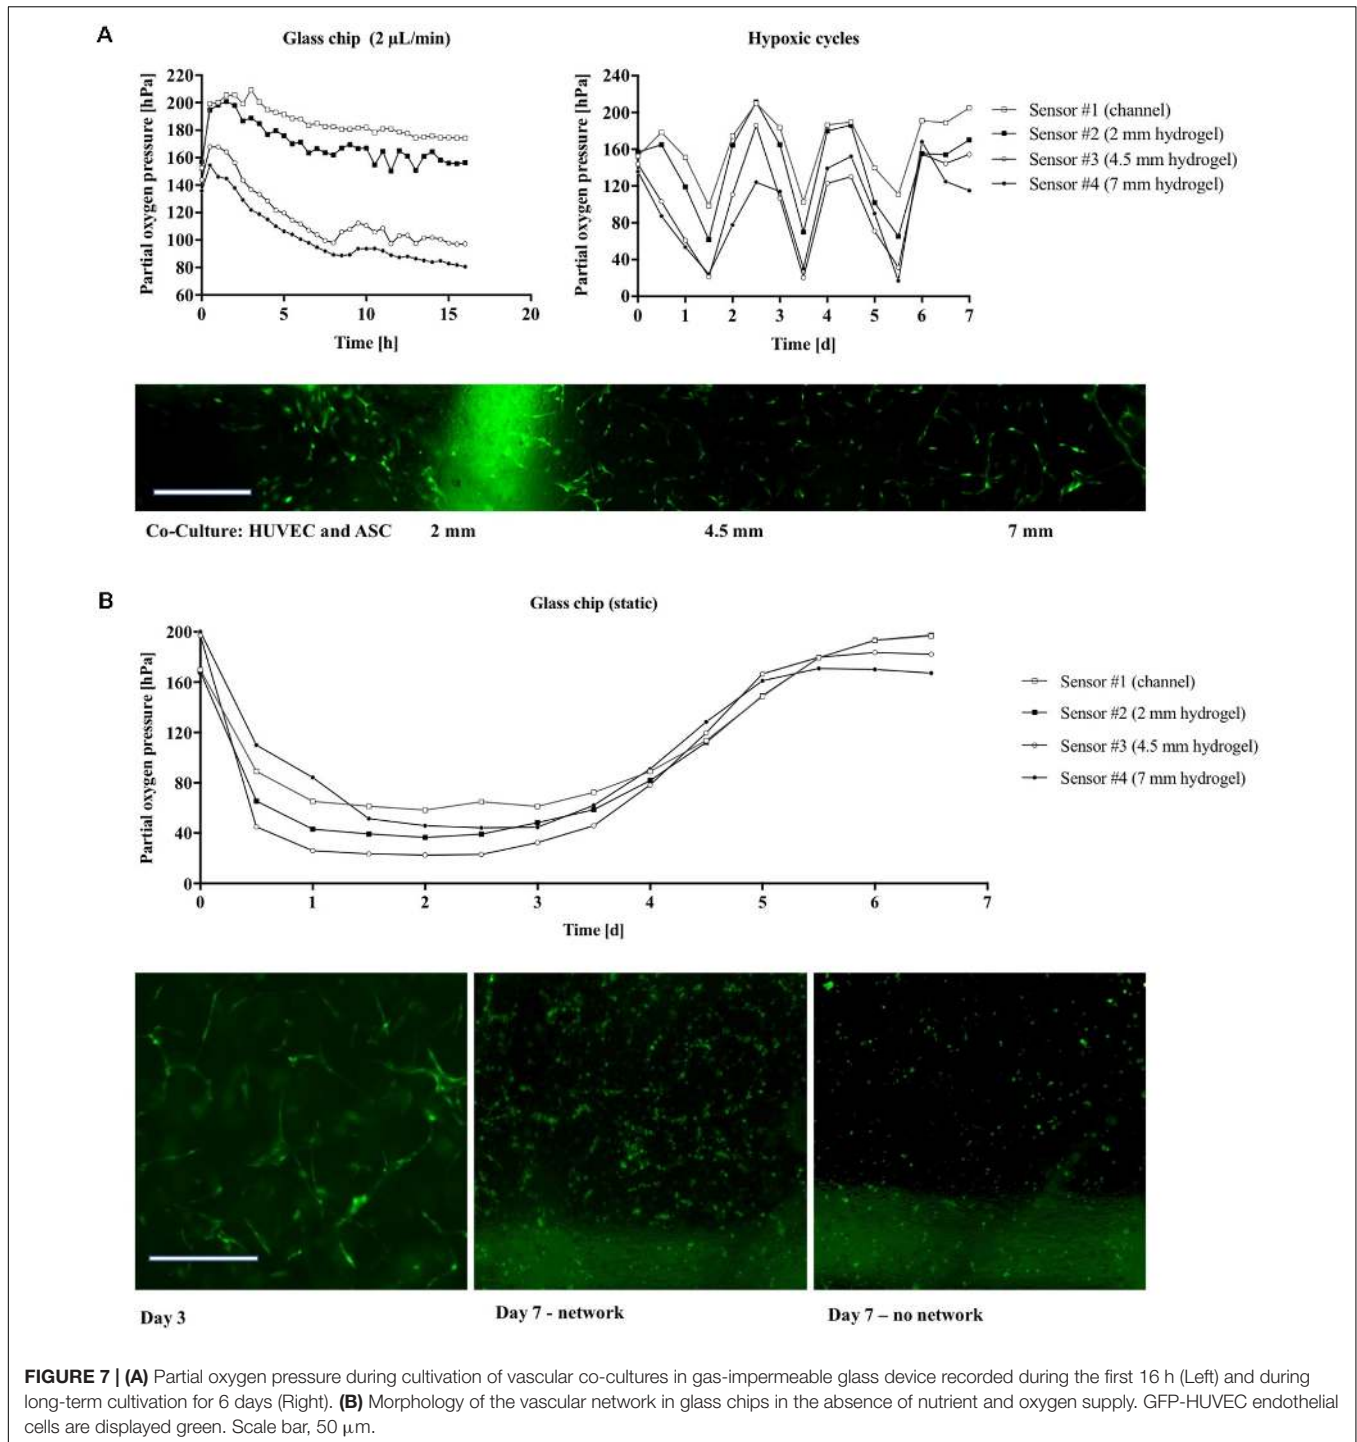 A
Glass chip (2 µL/min)
Partial oxygen pressure [hPa]
220
200
180
160
140
120
100
80
60
0
5
10
15
20
Time [h]
Hypoxic cycles
Partial oxygen pressure [hPa]
240
200
160
120
80
40
0
0
1
2
3
4
5
6
7
Time [d]
Sensor #1 (channel)
Sensor #2 (2 mm hydrogel)
Sensor #3 (4.5 mm hydrogel)
Sensor #4 (7 mm hydrogel)
Co-Culture: HUVEC and ASC
2 mm
4.5 mm
7 mm
B
Glass chip (static)
Partial oxygen pressure [hPa]
200
160
120
80
40
0
0
1
2
3
4
5
6
7
Time [d]
Sensor #1 (channel)
Sensor #2 (2 mm hydrogel)
Sensor #3 (4.5 mm hydrogel)
Sensor #4 (7 mm hydrogel)
Day 3
Day 7 - network
Day 7 – no network
FIGURE 7 | (A) Partial oxygen pressure during cultivation of vascular co-cultures in gas-impermeable glass device recorded during the first 16 h (Left) and during
long-term cultivation for 6 days (Right). (B) Morphology of the vascular network in glass chips in the absence of nutrient and oxygen supply. GFP-HUVEC endothelial
cells are displayed green. Scale bar, 50 µm.